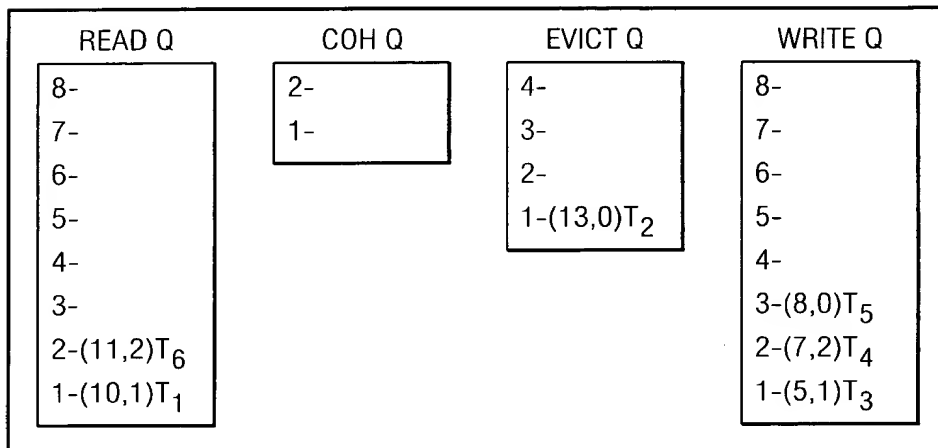 READ Q
8-
7-
6-
5-
4-
3-
2-(11,2)T6
1-(10,1)T1
COH Q
2-
1-
EVICT Q
4-
3-
2-
1-(13,0)T2
WRITE Q
8-
7-
6-
5-
4-
3-(8,0)T5
2-(7,2)T4
1-(5,1)T3